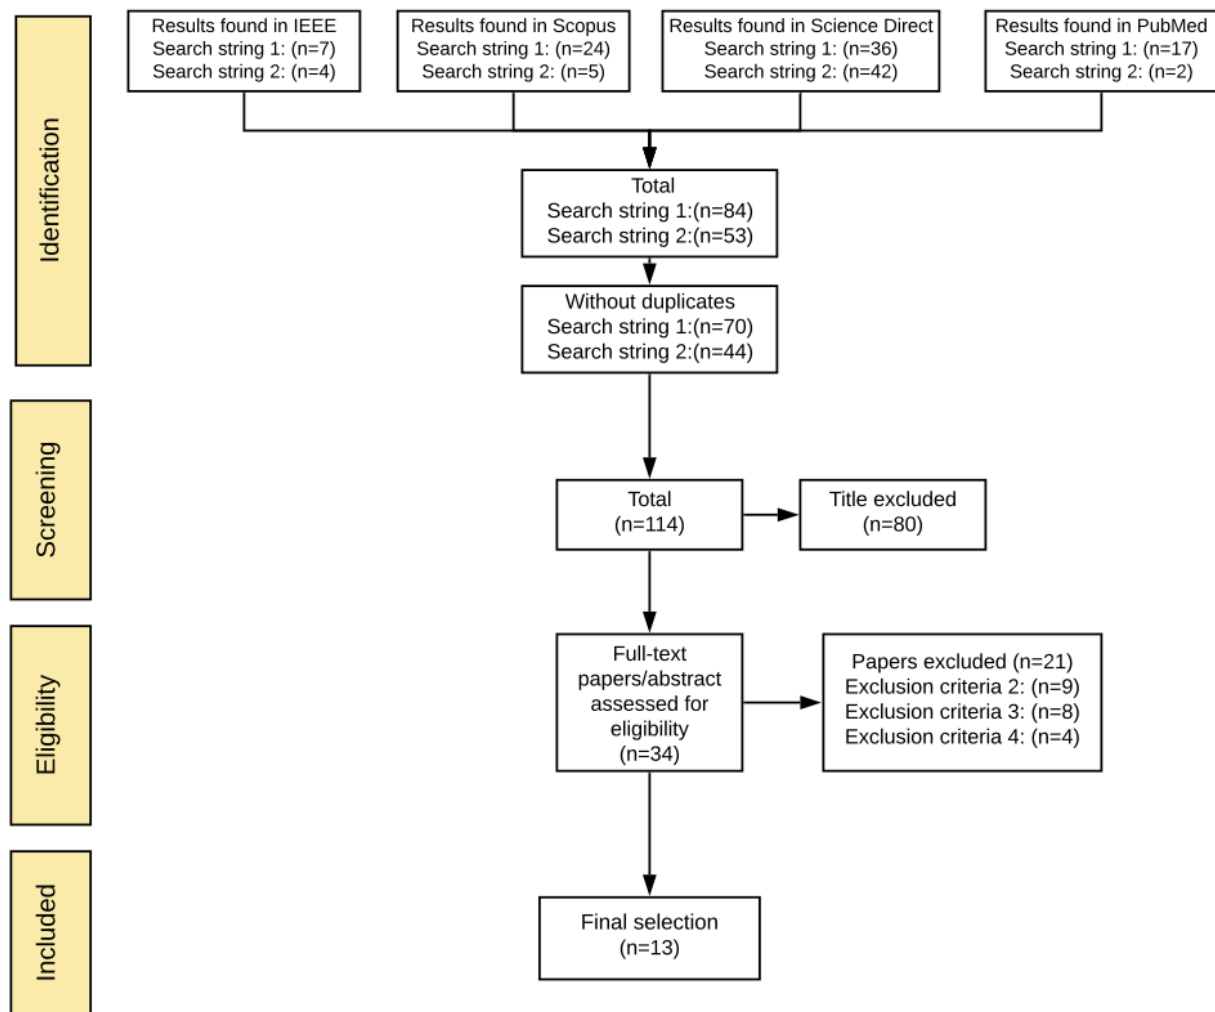 Identification
Results found in IEEE
Search string 1: (n=7)
Search string 2: (n=4)
Results found in Scopus
Search string 1: (n=24)
Search string 2: (n=5)
Results found in Science Direct
Search string 1: (n=36)
Search string 2: (n=42)
Results found in PubMed
Search string 1: (n=17)
Search string 2: (n=2)
Total
Search string 1:(n=84)
Search string 2:(n=53)
Without duplicates
Search string 1:(n=70)
Search string 2:(n=44)
Screening
Total
(n=114)
Title excluded
(n=80)
Eligibility
Full-text
papers/abstract
assessed for
eligibility
(n=34)
Papers excluded (n=21)
Exclusion criteria 2: (n=9)
Exclusion criteria 3: (n=8)
Exclusion criteria 4: (n=4)
Included
Final selection
(n=13)